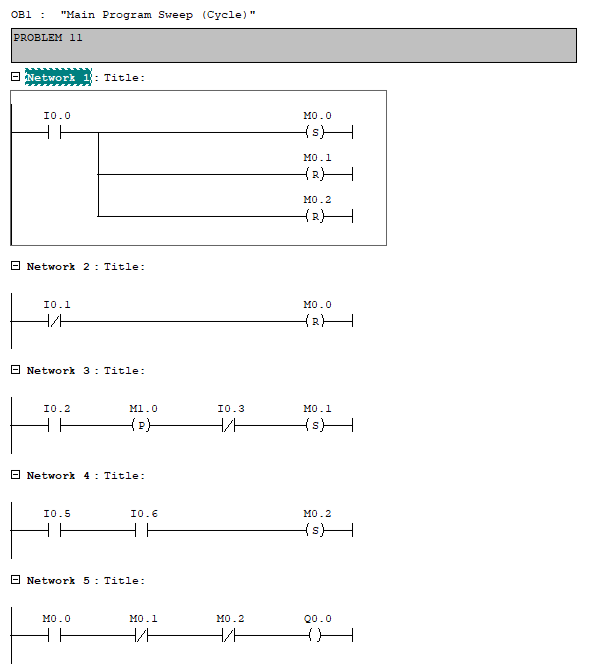 OB1 : "Main Program Sweep (Cycle)"
PROBLEM 11
Network 1: Title:
I0.0 M0.0
S
M0.1
R
M0.2
R
Network 2: Title:
I0.1 M0.0
R
Network 3: Title:
I0.2 M1.0 I0.3 M0.1
P S
Network 4: Title:
I0.5 I0.6 M0.2
S
Network 5: Title:
M0.0 M0.1 M0.2 Q0.0